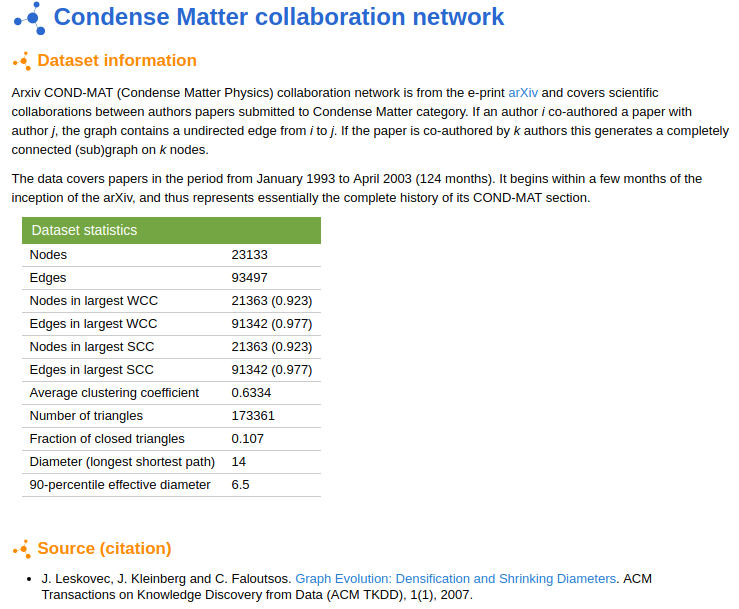 Condense Matter collaboration network
Dataset information
Arxiv COND-MAT (Condense Matter Physics) collaboration network is from the e-print arXiv and covers scientific
collaborations between authors papers submitted to Condense Matter category. If an author i co-authored a paper with
author j, the graph contains a undirected edge from i to j. If the paper is co-authored by k authors this generates a completely
connected (sub)graph on k nodes.
The data covers papers in the period from January 1993 to April 2003 (124 months). It begins within a few months of the
inception of the arXiv, and thus represents essentially the complete history of its COND-MAT section.
Dataset statistics
Nodes 23133
Edges 93497
Nodes in largest WCC 21363 (0.923)
Edges in largest WCC 91342 (0.977)
Nodes in largest SCC 21363 (0.923)
Edges in largest SCC 91342 (0.977)
Average clustering coefficient 0.6334
Number of triangles 173361
Fraction of closed triangles 0.107
Diameter (longest shortest path) 14
90-percentile effective diameter 6.5
Source (citation)
• J. Leskovec, J. Kleinberg and C. Faloutsos. Graph Evolution: Densification and Shrinking Diameters. ACM
Transactions on Knowledge Discovery from Data (ACM TKDD), 1(1), 2007.